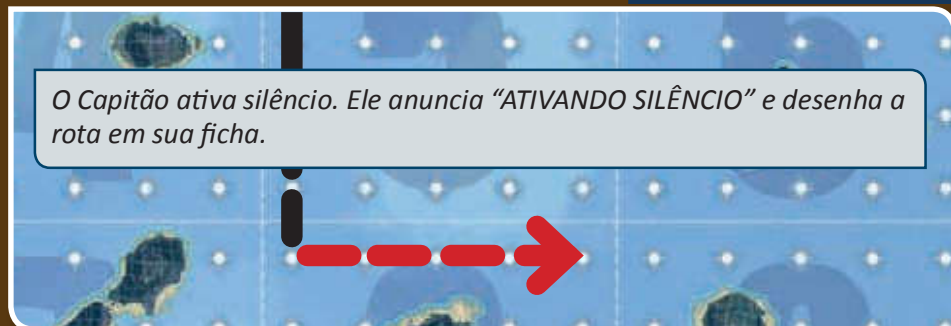 O Capitão ativa silêncio. Ele anuncia “ATIVANDO SILÊNCIO” e desenha a
rota em sua ficha.